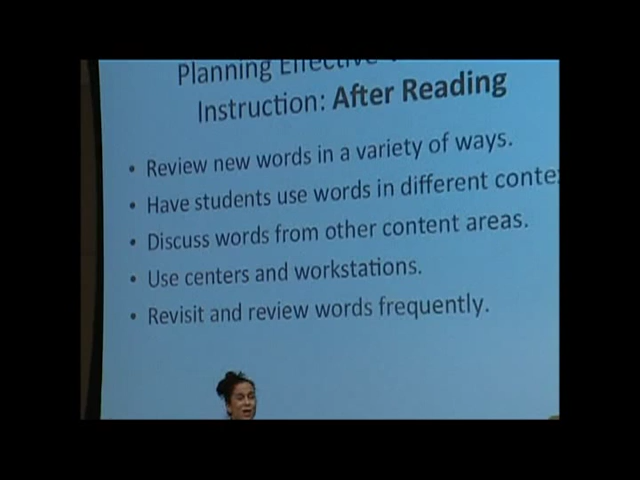 Planning Effective
Instruction: After Reading
• Review new words in a variety of ways.
• Have students use words in different
• Discuss words from other content areas.
• Use centers and workstations.
• Revisit and review words frequently.